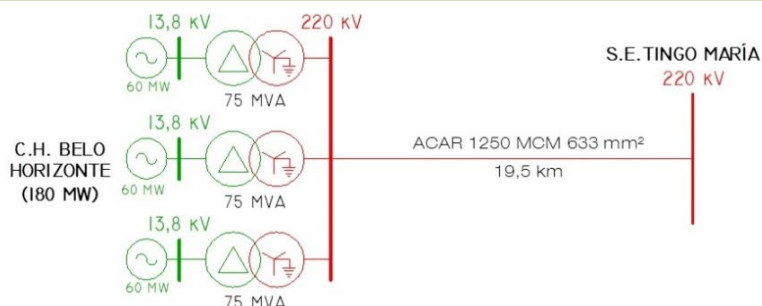 13,8 kV
220 kV
60 MW
75 MVA
S.E. TINGO MARÍA
220 kV
13,8 kV
C.H. BELO
HORIZONTE
(180 MW)
60 MW
75 MVA
ACAR 1250 MCM 633 mm²
19,5 km
13,8 kV
60 MW
75 MVA